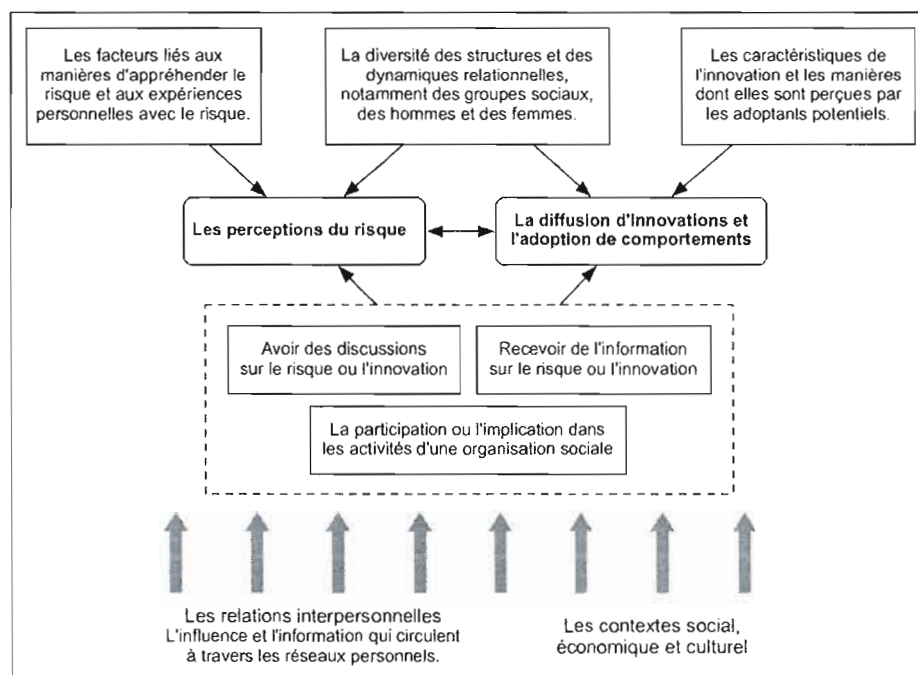 Les facteurs liés aux
manières d'appréhender le
risque et aux expériences
personnelles avec le risque.
La diversité des structures et des
dynamiques relationnelles,
notamment des groupes sociaux,
des hommes et des femmes.
Les caractéristiques de
l'innovation et les manières
dont elles sont perçues par
les adoptants potentiels.
Les perceptions du risque
La diffusion d'innovations et
l'adoption de comportements
Avoir des discussions
sur le risque ou l'innovation
Recevoir de l'information
sur le risque ou l'innovation
La participation ou l'implication dans
les activités d'une organisation sociale
Les relations interpersonnelles
L'influence et l'information qui circulent
à travers les réseaux personnels.
Les contextes social,
économique et culturel